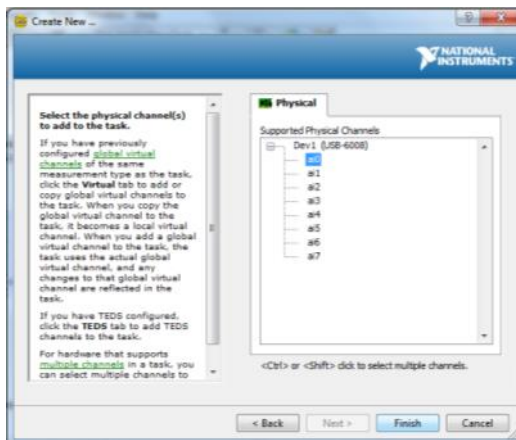 Create New ...
NATIONAL
INSTRUMENTS
Select the physical channel(s)
to add to the task.
If you have previously
configured global virtual
channels of the same
measurement type as the task,
click the Virtual tab to add or
copy global virtual channels to
the task. When you copy the
global virtual channel to the
task, it becomes a local virtual
channel. When you add a global
virtual channel to the task, the
task uses the actual global
virtual channel, and any
changes to that global virtual
channel are reflected in the
task.
If you have TEDS configured,
click the TEDS tab to add TEDS
channels to the task.
For hardware that supports
multiple channels in a task, you
can select multiple channels to
Physical
Supported Physical Channels
Dev1 (USB-6008)
ai0
ai1
ai2
ai3
ai4
ai5
ai6
ai7
<Ctrl> or <Shift> click to select multiple channels.
< Back
Next >
Finish
Cancel